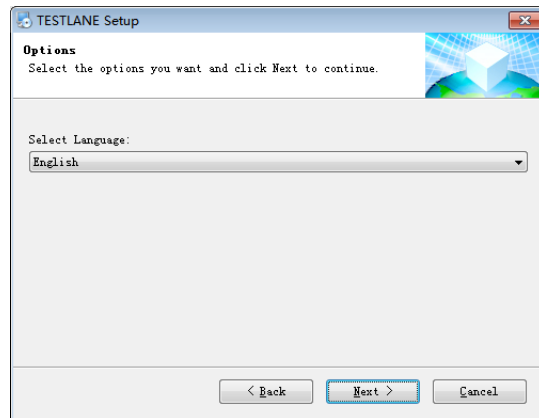 TESTLANE Setup
Options
Select the options you want and click Next to continue.
Select Language:
English
< Back
Next >
Cancel